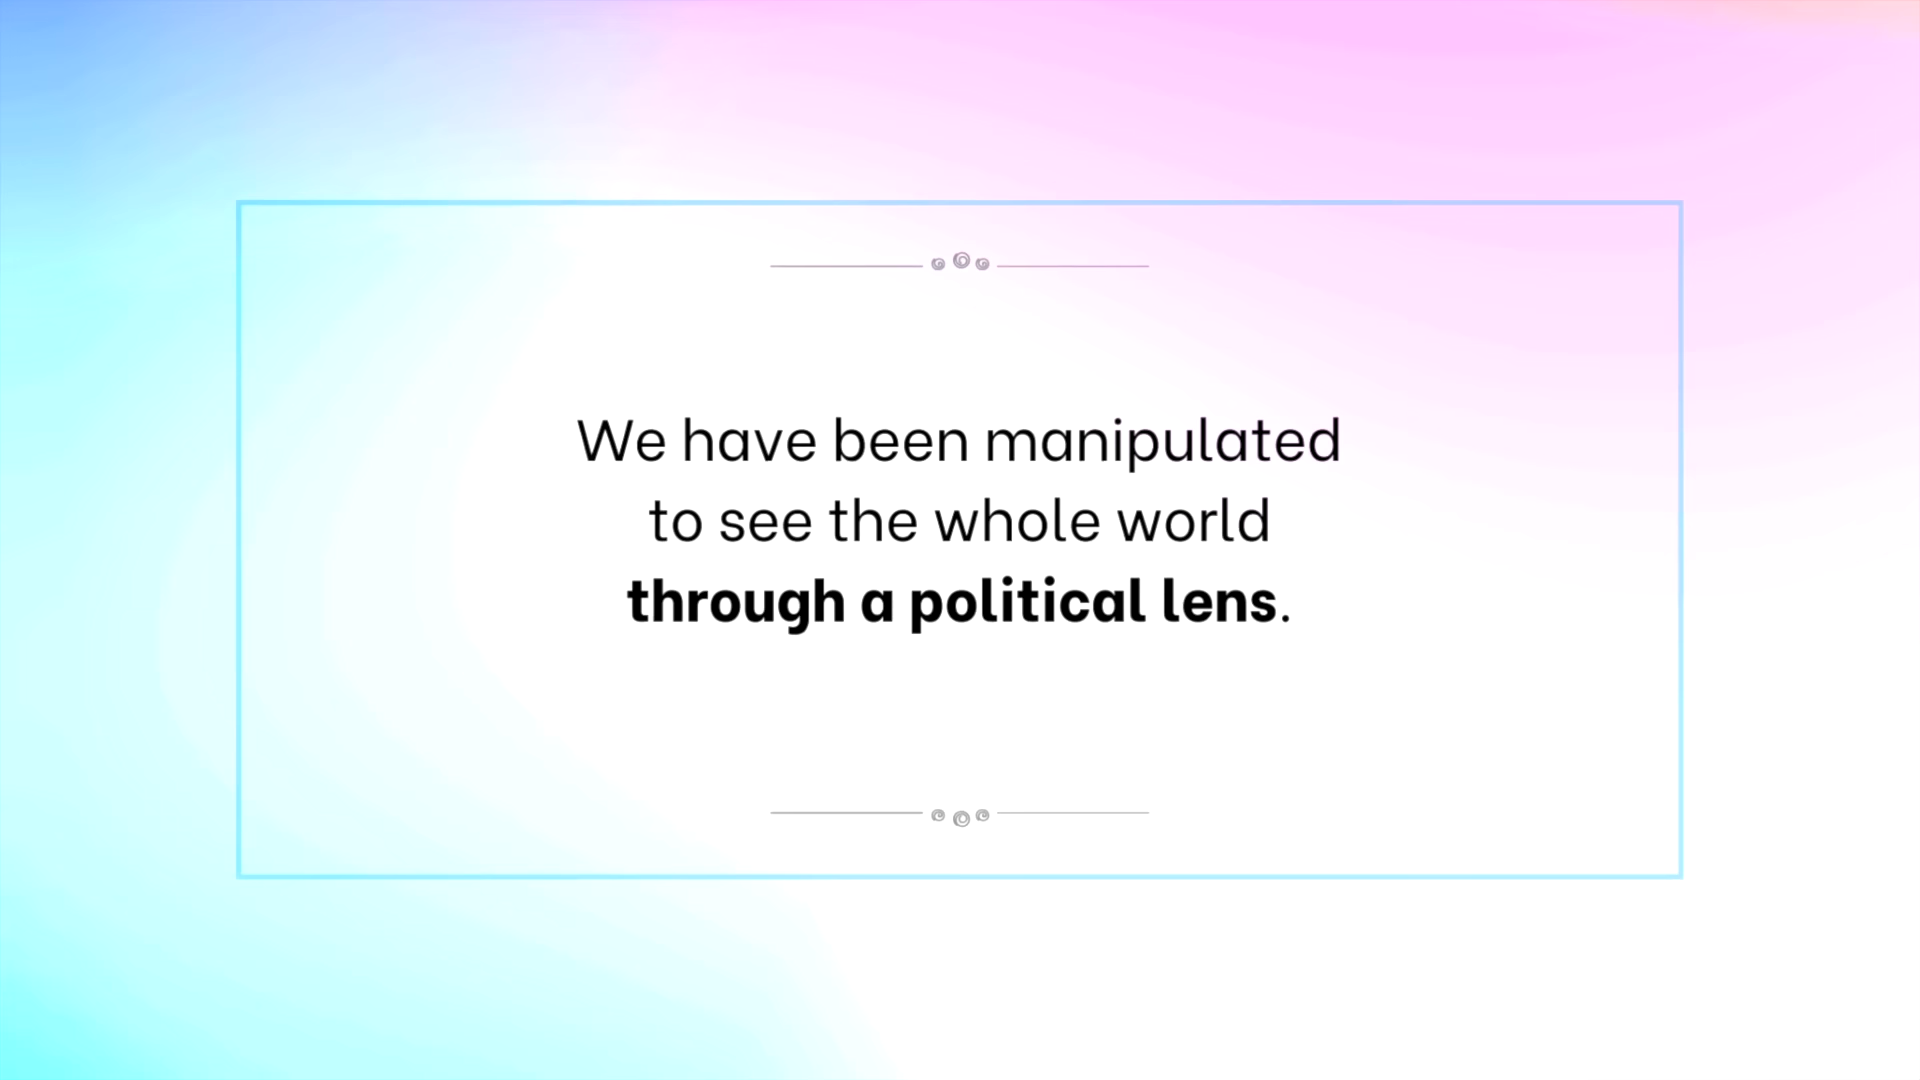 We have been manipulated
to see the whole world
through a political lens.